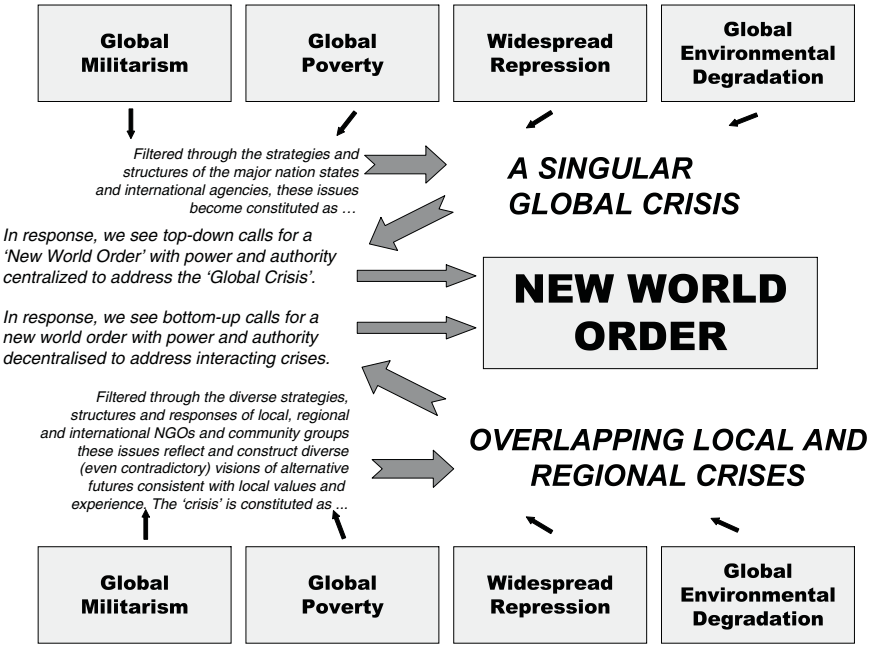 Global
Militarism
Global
Poverty
Widespread
Repression
Global
Environmental
Degradation
Filtered through the strategies and
structures of the major nation states
and international agencies, these issues
become constituted as …
A SINGULAR
GLOBAL CRISIS
In response, we see top-down calls for a
‘New World Order’ with power and authority
centralized to address the ‘Global Crisis’.
NEW WORLD
ORDER
In response, we see bottom-up calls for a
new world order with power and authority
decentralised to address interacting crises.
Filtered through the diverse strategies,
structures and responses of local, regional
and international NGOs and community groups
these issues reflect and construct diverse
(even contradictory) visions of alternative
futures consistent with local values and
experience. The ‘crisis’ is constituted as ...
OVERLAPPING LOCAL AND
REGIONAL CRISES
Global
Militarism
Global
Poverty
Widespread
Repression
Global
Environmental
Degradation